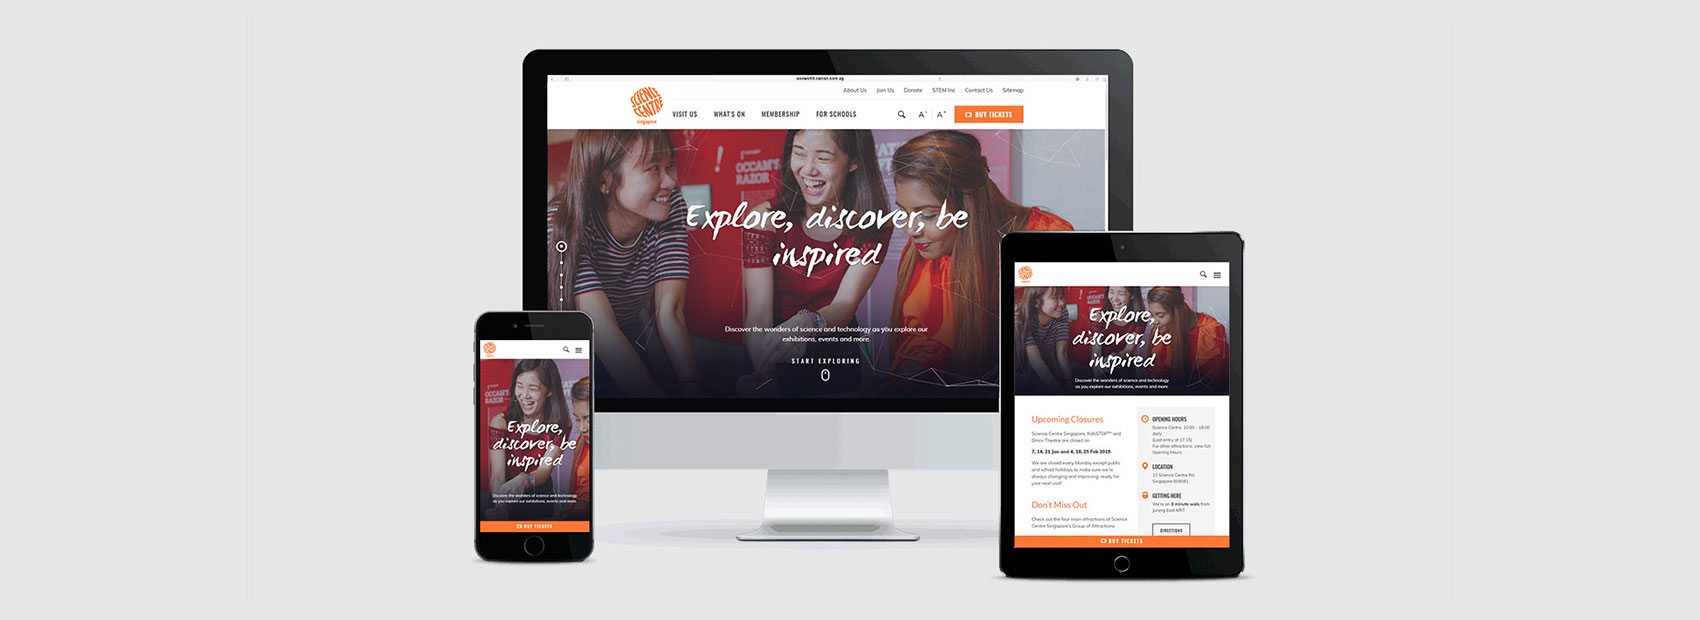 sceworld.xairon.com.sg
About Us Join Us Donate STEM Inc Contact Us Sitemap
SCIENCE
CENTRE
singapore
VISIT US WHAT'S ON MEMBERSHIP FOR SCHOOLS A- A+ BUY TICKETS
OCCAM'S
RAZOR
Explore, discover, be
inspired
Discover the wonders of science and technology as you explore our
exhibitions, events and more.
START EXPLORING
OCCAM'S
RAZOR
Explore,
discover, be
inspired
Discover the wonders of science and technology
as you explore our exhibitions, events and more.
BUY TICKETS
Explore,
discover, be
inspired
Discover the wonders of science and technology
as you explore our exhibitions, events and more.
Upcoming Closures
Science Centre Singapore, KidsSTOP™ and
Omni-Theatre are closed on:
7, 14, 21 Jan and 4, 18, 25 Feb 2019.
We are closed every Monday except public
and school holidays to make sure we're
always changing and improving, ready for
your next visit!
Don't Miss Out
Check out the four main attractions at Science
Centre Singapore's Group of Attractions
OPENING HOURS
Science Centre: 10:00 - 18:00
daily
(Last entry at 17:15)
For other attractions, view full
Opening Hours
LOCATION
15 Science Centre Rd,
Singapore 609081
GETTING HERE
We're an 8 minute walk from
Jurong East MRT
DIRECTIONS
BUY TICKETS